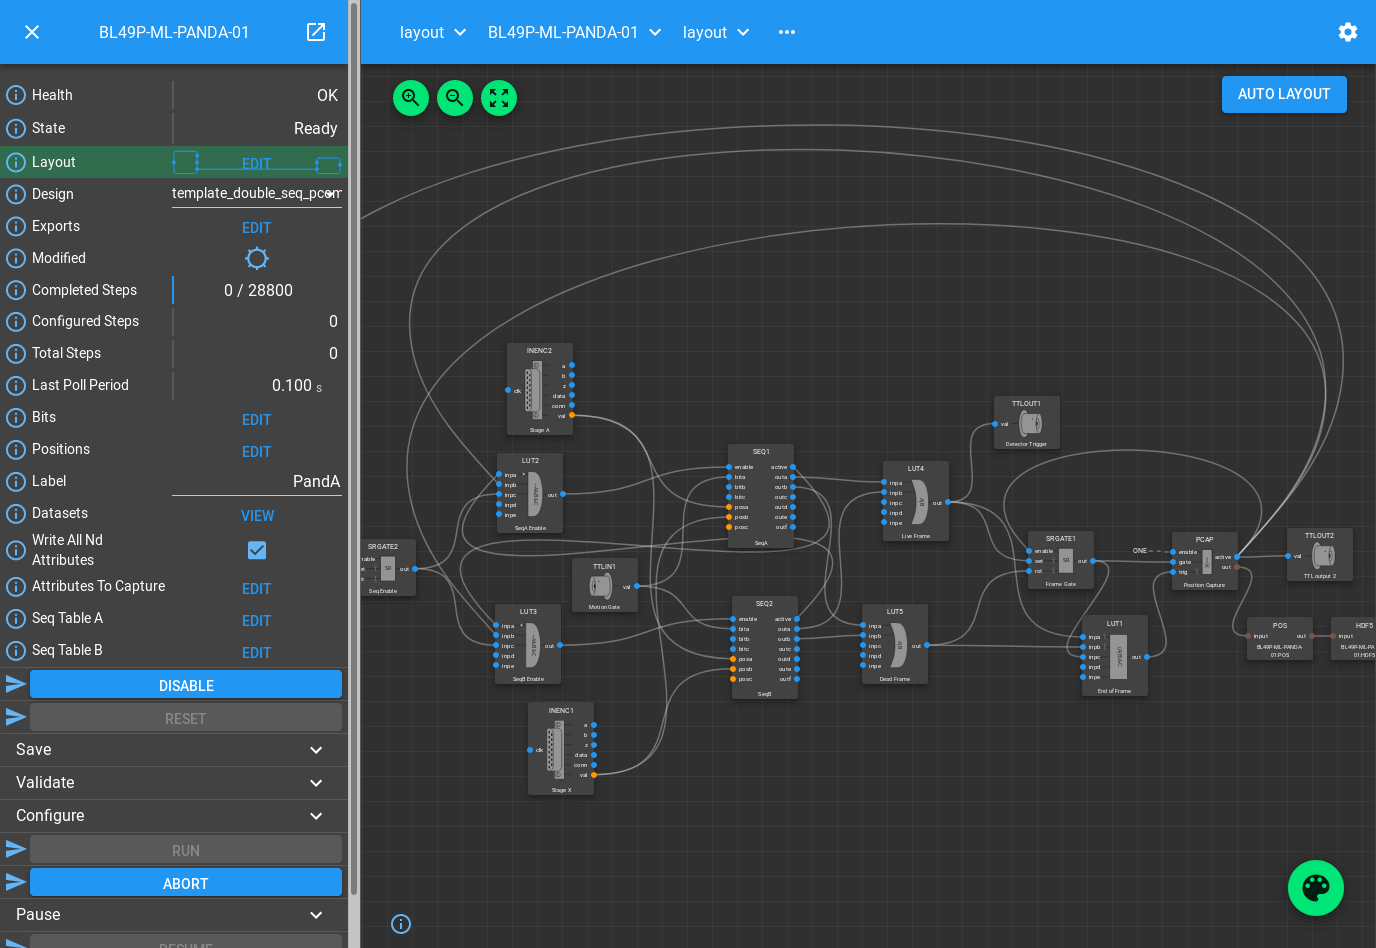 BL49P-ML-PANDA-01
layout
BL49P-ML-PANDA-01
layout
AUTO LAYOUT
Health
OK
State
Ready
Layout
EDIT
Design
template_double_seq_pcom
Exports
EDIT
Modified
Completed Steps
0 / 28800
Configured Steps
0
Total Steps
0
Last Poll Period
0.100 s
Bits
EDIT
Positions
EDIT
Label
PandA
Datasets
VIEW
Write All Nd
Attributes
Attributes To Capture
EDIT
Seq Table A
EDIT
Seq Table B
EDIT
DISABLE
RESET
Save
Validate
Configure
RUN
ABORT
Pause
RESUME
INENC2
clk
a
b
z
data
conn
val
Stage A
LUT2
inpa
inpb
inpc
inpd
inpe
out
SeqA Enable
SRGATE2
SR
out
SeqEnable
TTLIN1
val
MotionGate
LUT3
inpa
inpb
inpc
inpd
inpe
out
SeqB Enable
INENC1
clk
a
b
z
data
conn
val
Stage X
SEQ1
enable
bita
bitb
bitc
posa
posb
posc
active
outa
outb
outc
outd
oute
outf
SeqA
SEQ2
enable
bita
bitb
bitc
posa
posb
posc
active
outa
outb
outc
outd
oute
outf
SeqB
LUT4
inpa
inpb
inpc
inpd
inpe
A|B
out
Live Frame
LUT5
inpa
inpb
inpc
inpd
inpe
A|B
out
Dead Frame
TTLOUT1
val
Detector Trigger
SRGATE1
enable
set
rst
SR
out
Frame Gate
LUT1
inpa
inpb
inpc
inpd
inpe
out
End of Frame
ONE
PCAP
enable
gate
trig
active
out
Position Capture
TTLOUT2
val
TTL output 2
POS
input
out
BL49P-ML-PANDA-
01:POS
HDF5
input
BL49P-ML-PA
01:HDF5